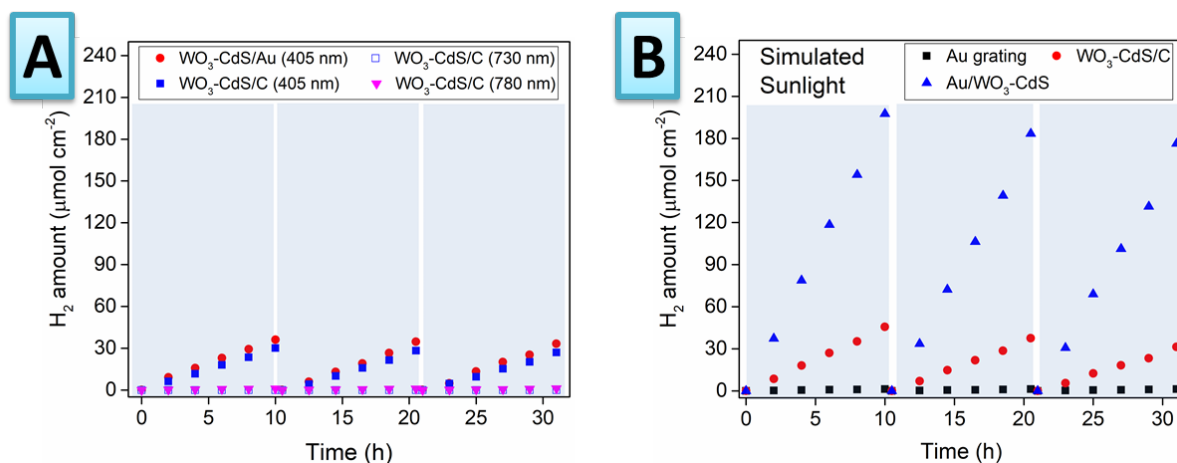 A
240
210
180
150
120
90
60
30
0
H₂ amount (μmol cm⁻²)
WO₃-CdS/Au (405 nm)
WO₃-CdS/C (730 nm)
WO₃-CdS/C (405 nm)
WO₃-CdS/C (780 nm)
0 5 10 15 20 25 30
Time (h)
B
240
210
180
150
120
90
60
30
0
H₂ amount (μmol cm⁻²)
Simulated
Sunlight
Au grating
WO₃-CdS/C
Au/WO₃-CdS
0 5 10 15 20 25 30
Time (h)